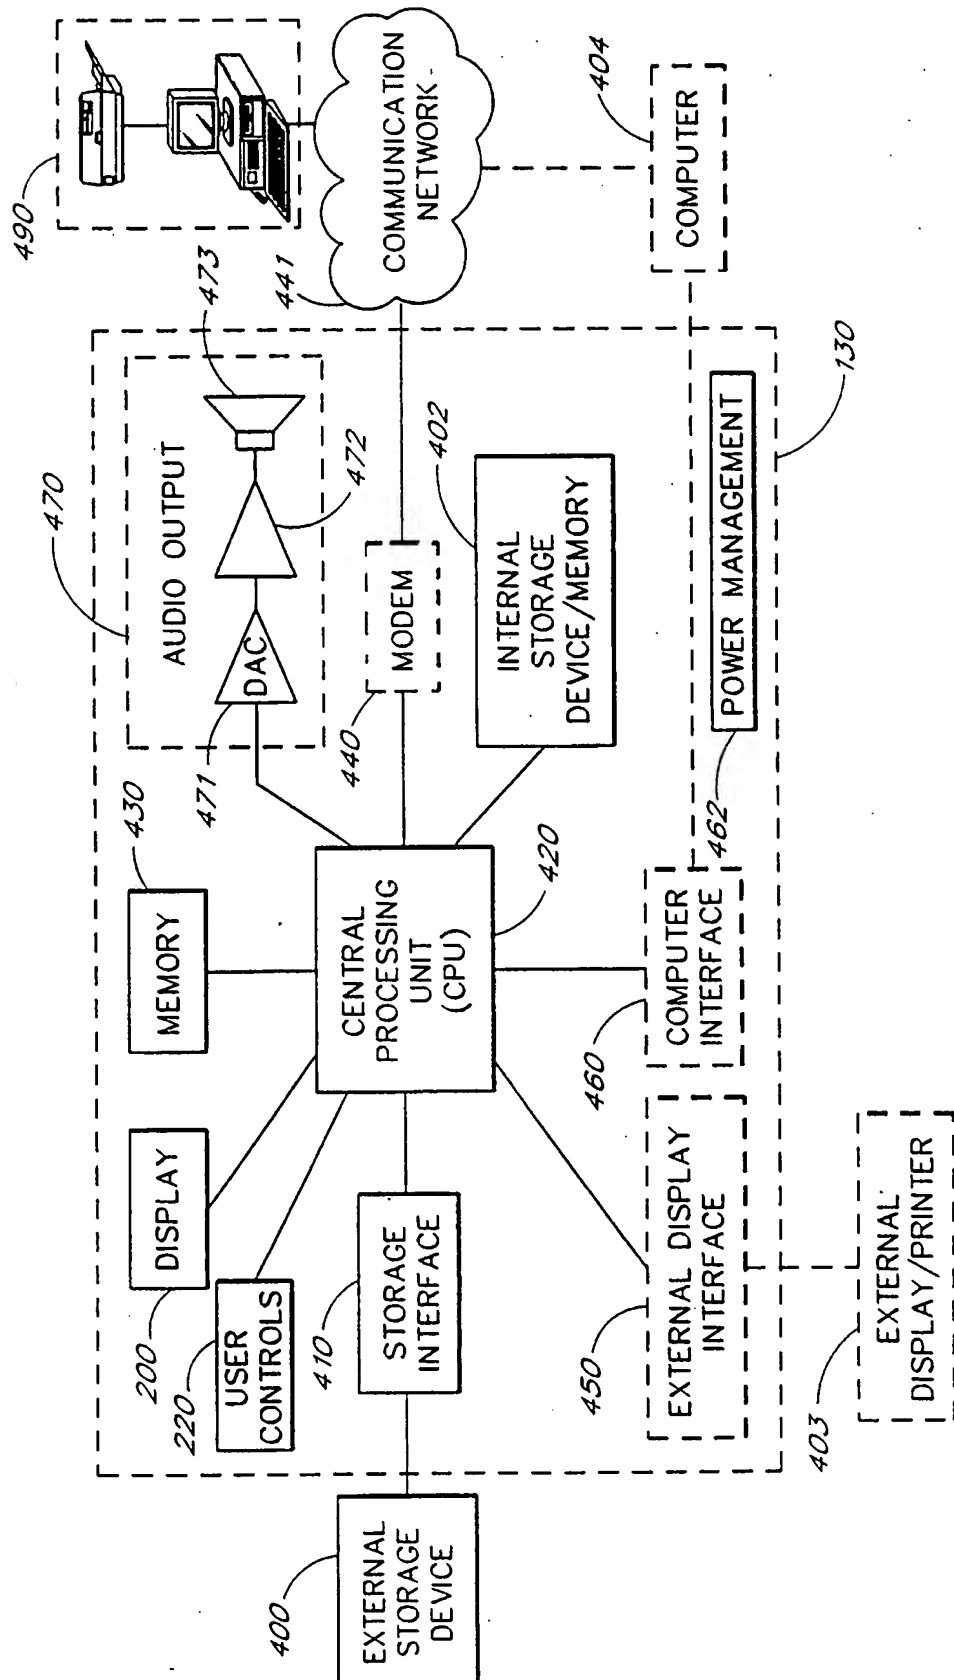 490
441
473
COMMUNICATION
NETWORK
404
COMPUTER
470
AUDIO OUTPUT
DAC
471
472
430
MEMORY
440
MODEM
402
INTERNAL
STORAGE
DEVICE/MEMORY
130
POWER MANAGEMENT
462
DISPLAY
200
USER
CONTROLS
220
CENTRAL
PROCESSING
UNIT
(CPU)
420
STORAGE
INTERFACE
410
COMPUTER
INTERFACE
460
EXTERNAL DISPLAY
INTERFACE
450
EXTERNAL
STORAGE
DEVICE
400
EXTERNAL
DISPLAY/PRINTER
403